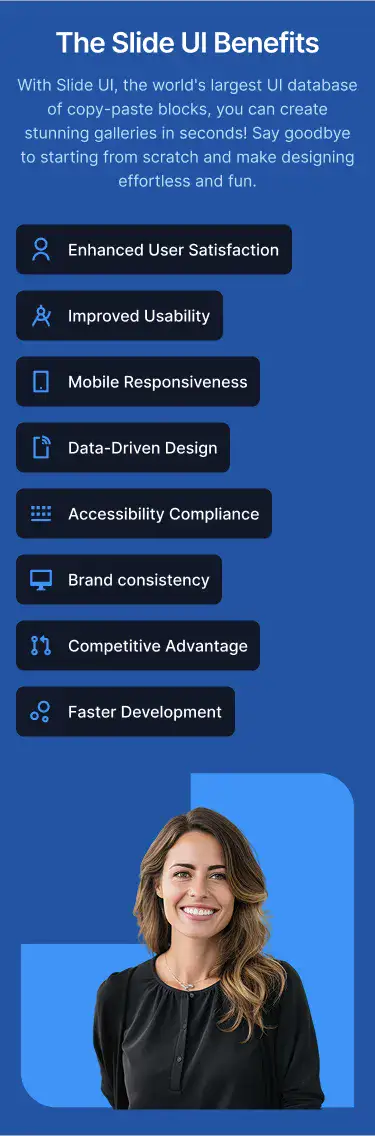 The Slide UI Benefits
With Slide UI, the world's largest UI database
of copy-paste blocks, you can create
stunning galleries in seconds! Say goodbye
to starting from scratch and make designing
effortless and fun.
Enhanced User Satisfaction
Improved Usability
Mobile Responsiveness
Data-Driven Design
Accessibility Compliance
Brand consistency
Competitive Advantage
Faster Development